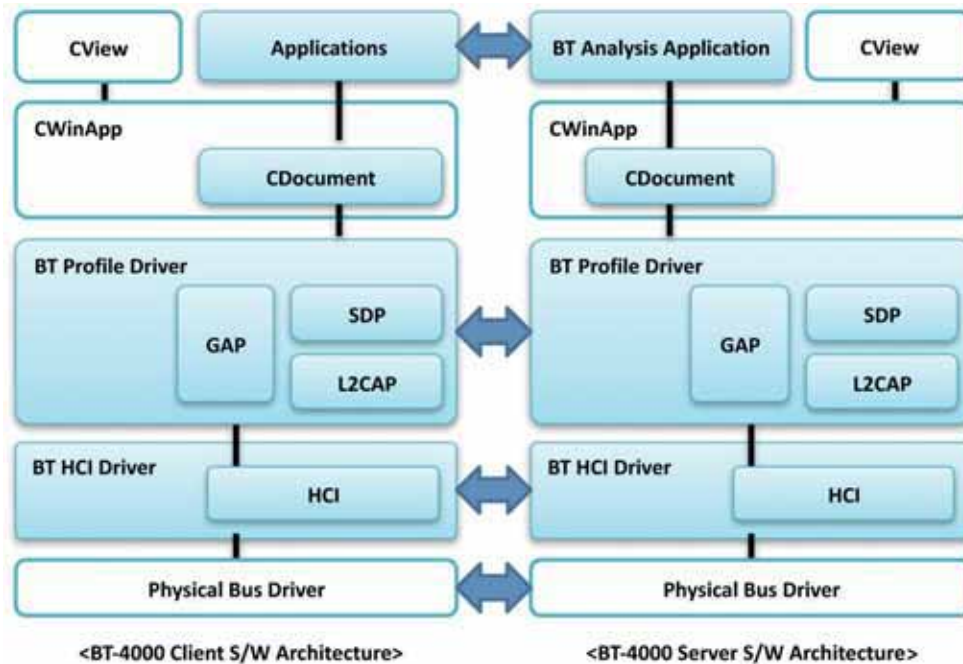 CView
Applications
BT Analysis Application
CView
CWinApp
CDocument
CWinApp
CDocument
BT Profile Driver
GAP
SDP
L2CAP
BT Profile Driver
GAP
SDP
L2CAP
BT HCI Driver
HCI
BT HCI Driver
HCI
Physical Bus Driver
Physical Bus Driver
<BT-4000 Client S/W Architecture>
<BT-4000 Server S/W Architecture>